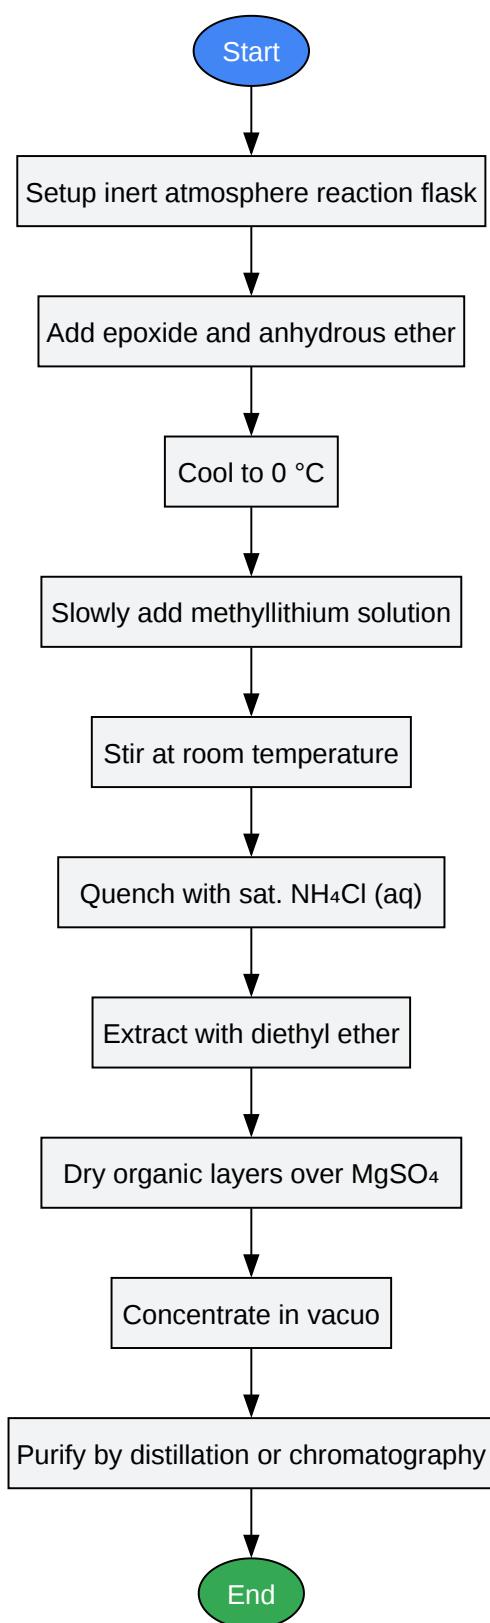 Start
Setup inert atmosphere reaction flask
Add epoxide and anhydrous ether
Cool to 0 °C
Slowly add methyllithium solution
Stir at room temperature
Quench with sat. NH₄Cl (aq)
Extract with diethyl ether
Dry organic layers over MgSO₄
Concentrate in vacuo
Purify by distillation or chromatography
End